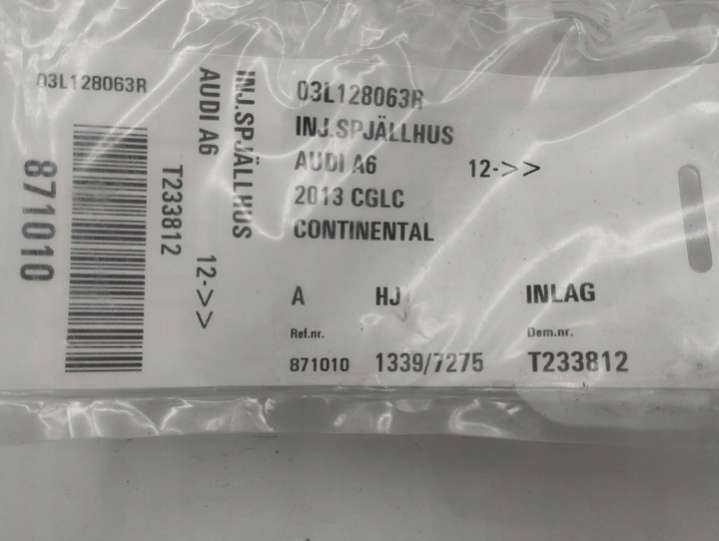 03L128063R
871010
T233812
AUDI A6 12->>
INJ.SPJÄLLHUS
03L128063R
INJ.SPJÄLLHUS
AUDI A6 12->>
2013 CGLC
CONTINENTAL
A HJ INLAG
Ref.nr. Dem.nr.
871010 1339/7275 T233812